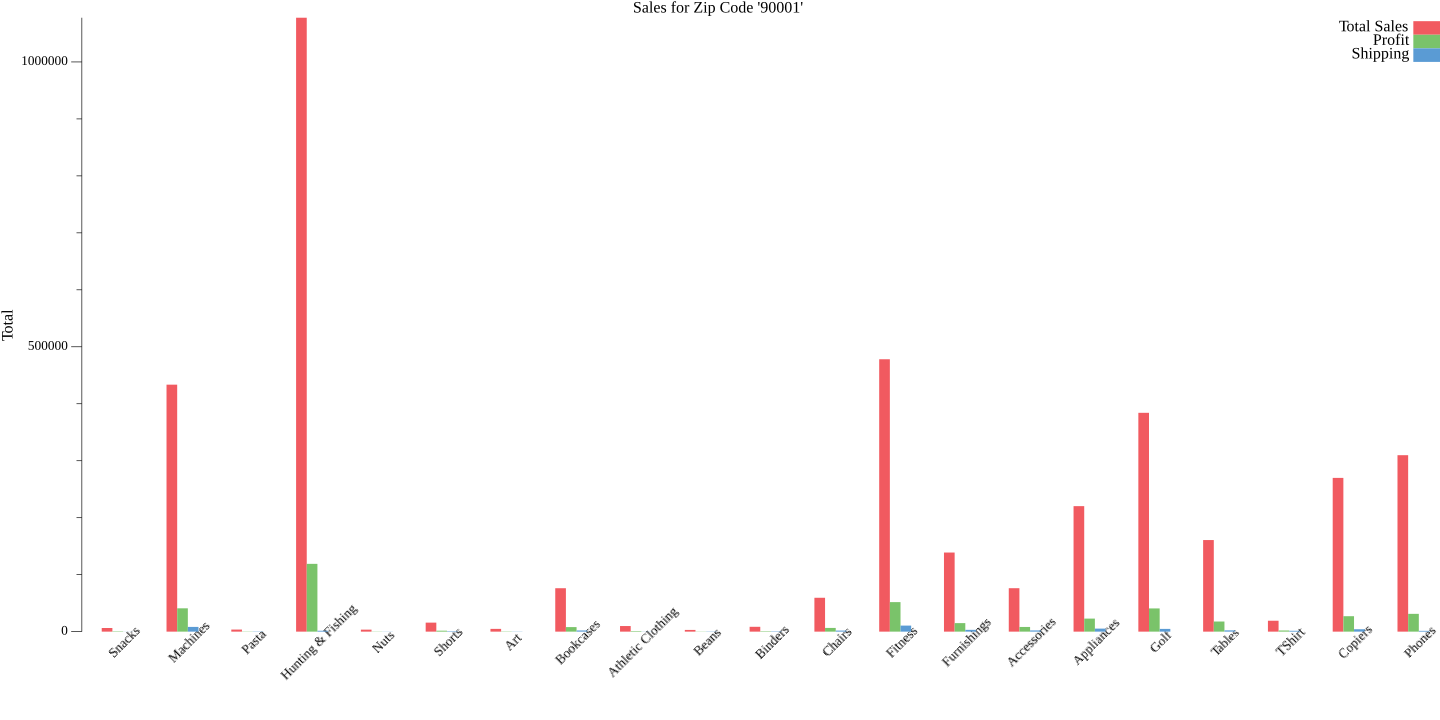 Sales for Zip Code '90001'
Total Sales
Profit
Shipping
Total
1000000
500000
0
Snacks
Machines
Pasta
Hunting & Fishing
Nuts
Shorts
Art
Bookcases
Athletic Clothing
Beans
Binders
Chairs
Fitness
Furnishings
Accessories
Appliances
Golf
Tables
TShirt
Copiers
Phones